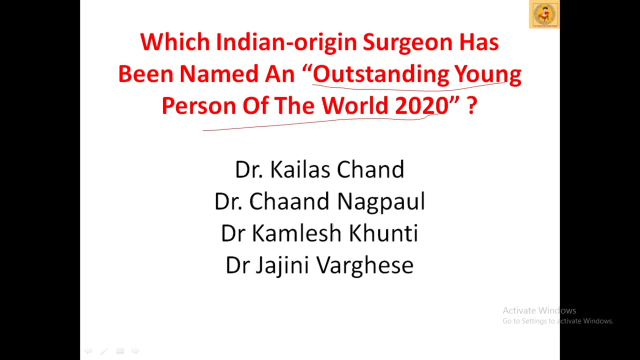 Which Indian-origin Surgeon Has
Been Named An “Outstanding Young
Person Of The World 2020” ?
Dr. Kailas Chand
Dr. Chaand Nagpaul
Dr Kamlesh Khunti
Dr Jajini Varghese
Activate Windows
Go to Settings to activate Windows.